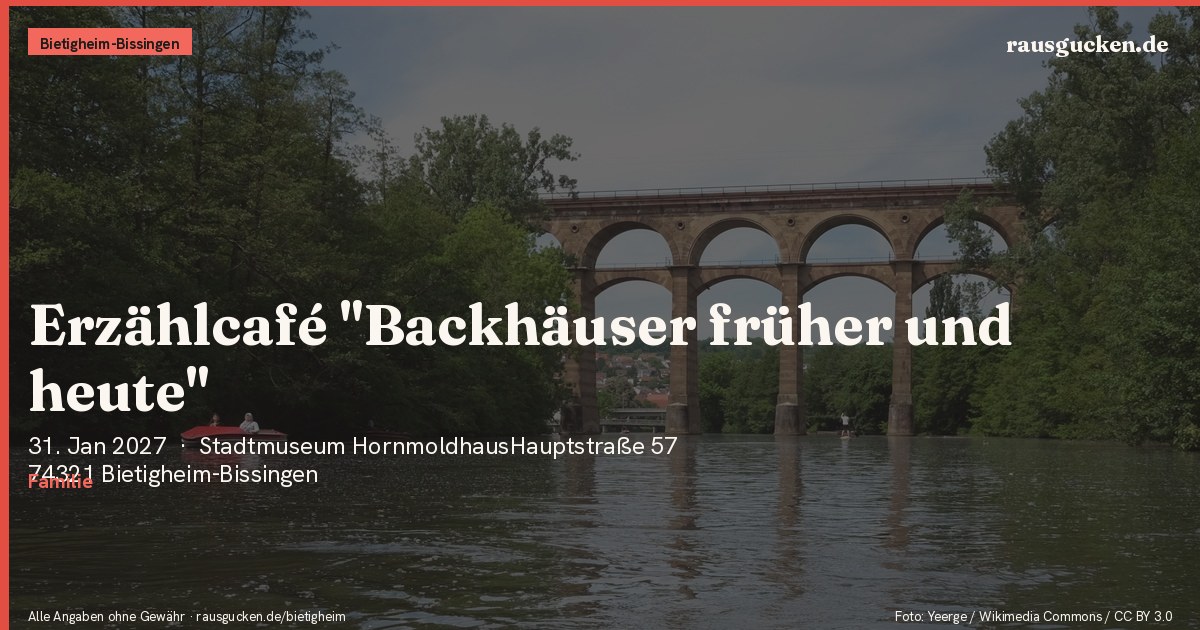 Bietigheim-Bissingen
rausgucken.de
Erzählcafé "Backhäuser früher und
heute"
31. Jan 2027 · Stadtmuseum HornmoldhausHauptstraße 57
74321 Bietigheim-Bissingen
Familie
Alle Angaben ohne Gewähr · rausgucken.de/bietigheim
Foto: Yeerge / Wikimedia Commons / CC BY 3.0